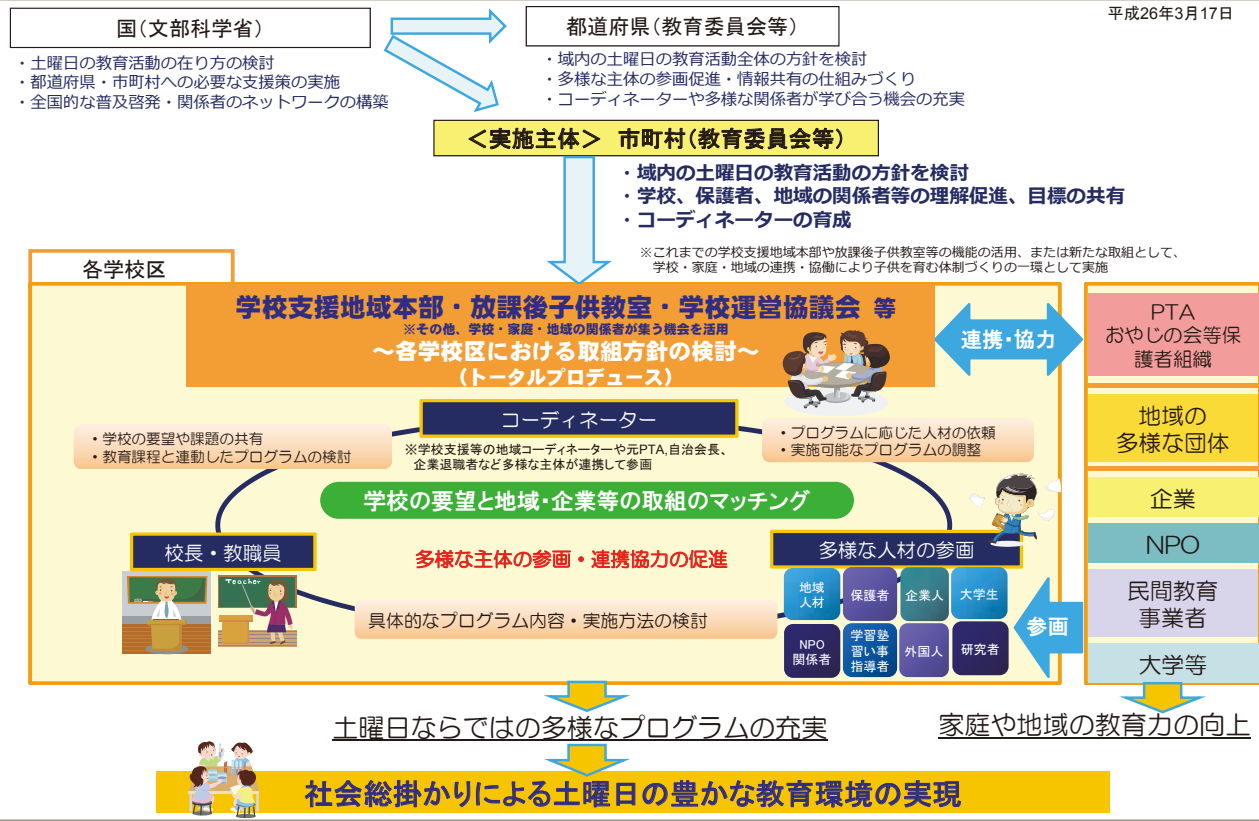 平成26年3月17日
国(文部科学省)
・土曜日の教育活動の在り方の検討
・都道府県・市町村への必要な支援策の実施
・全国的な普及啓発・関係者のネットワークの構築
都道府県(教育委員会等)
・域内の土曜日の教育活動全体の方針を検討
・多様な主体の参画促進・情報共有の仕組みづくり
・コーディネーターや多様な関係者が学び合う機会の充実
＜実施主体＞ 市町村(教育委員会等)
・域内の土曜日の教育活動の方針を検討
・学校、保護者、地域の関係者等の理解促進、目標の共有
・コーディネーターの育成
※これまでの学校支援地域本部や放課後子供教室等の機能の活用、または新たな取組として、
学校・家庭・地域の連携・協働により子供を育む体制づくりの一環として実施
各学校区
学校支援地域本部・放課後子供教室・学校運営協議会 等
※その他、学校・家庭・地域の関係者が集う機会を活用
～各学校区における取組方針の検討～
(トータルプロデュース)
連携・協力
コーディネーター
※学校支援等の地域コーディネーターや元PTA,自治会長、
企業退職者など多様な主体が連携して参画
・学校の要望や課題の共有
・教育課程と連動したプログラムの検討
・プログラムに応じた人材の依頼
・実施可能なプログラムの調整
学校の要望と地域・企業等の取組のマッチング
校長・教職員
Teacher
多様な主体の参画・連携協力の促進
多様な人材の参画
地域
人材
保護者
企業人
大学生
NPO
関係者
学習塾
習い事
指導者
外国人
研究者
具体的なプログラム内容・実施方法の検討
参画
PTA
おやじの会等保
護者組織
地域の
多様な団体
企業
NPO
民間教育
事業者
大学等
土曜日ならではの多様なプログラムの充実
家庭や地域の教育力の向上
社会総掛かりによる土曜日の豊かな教育環境の実現